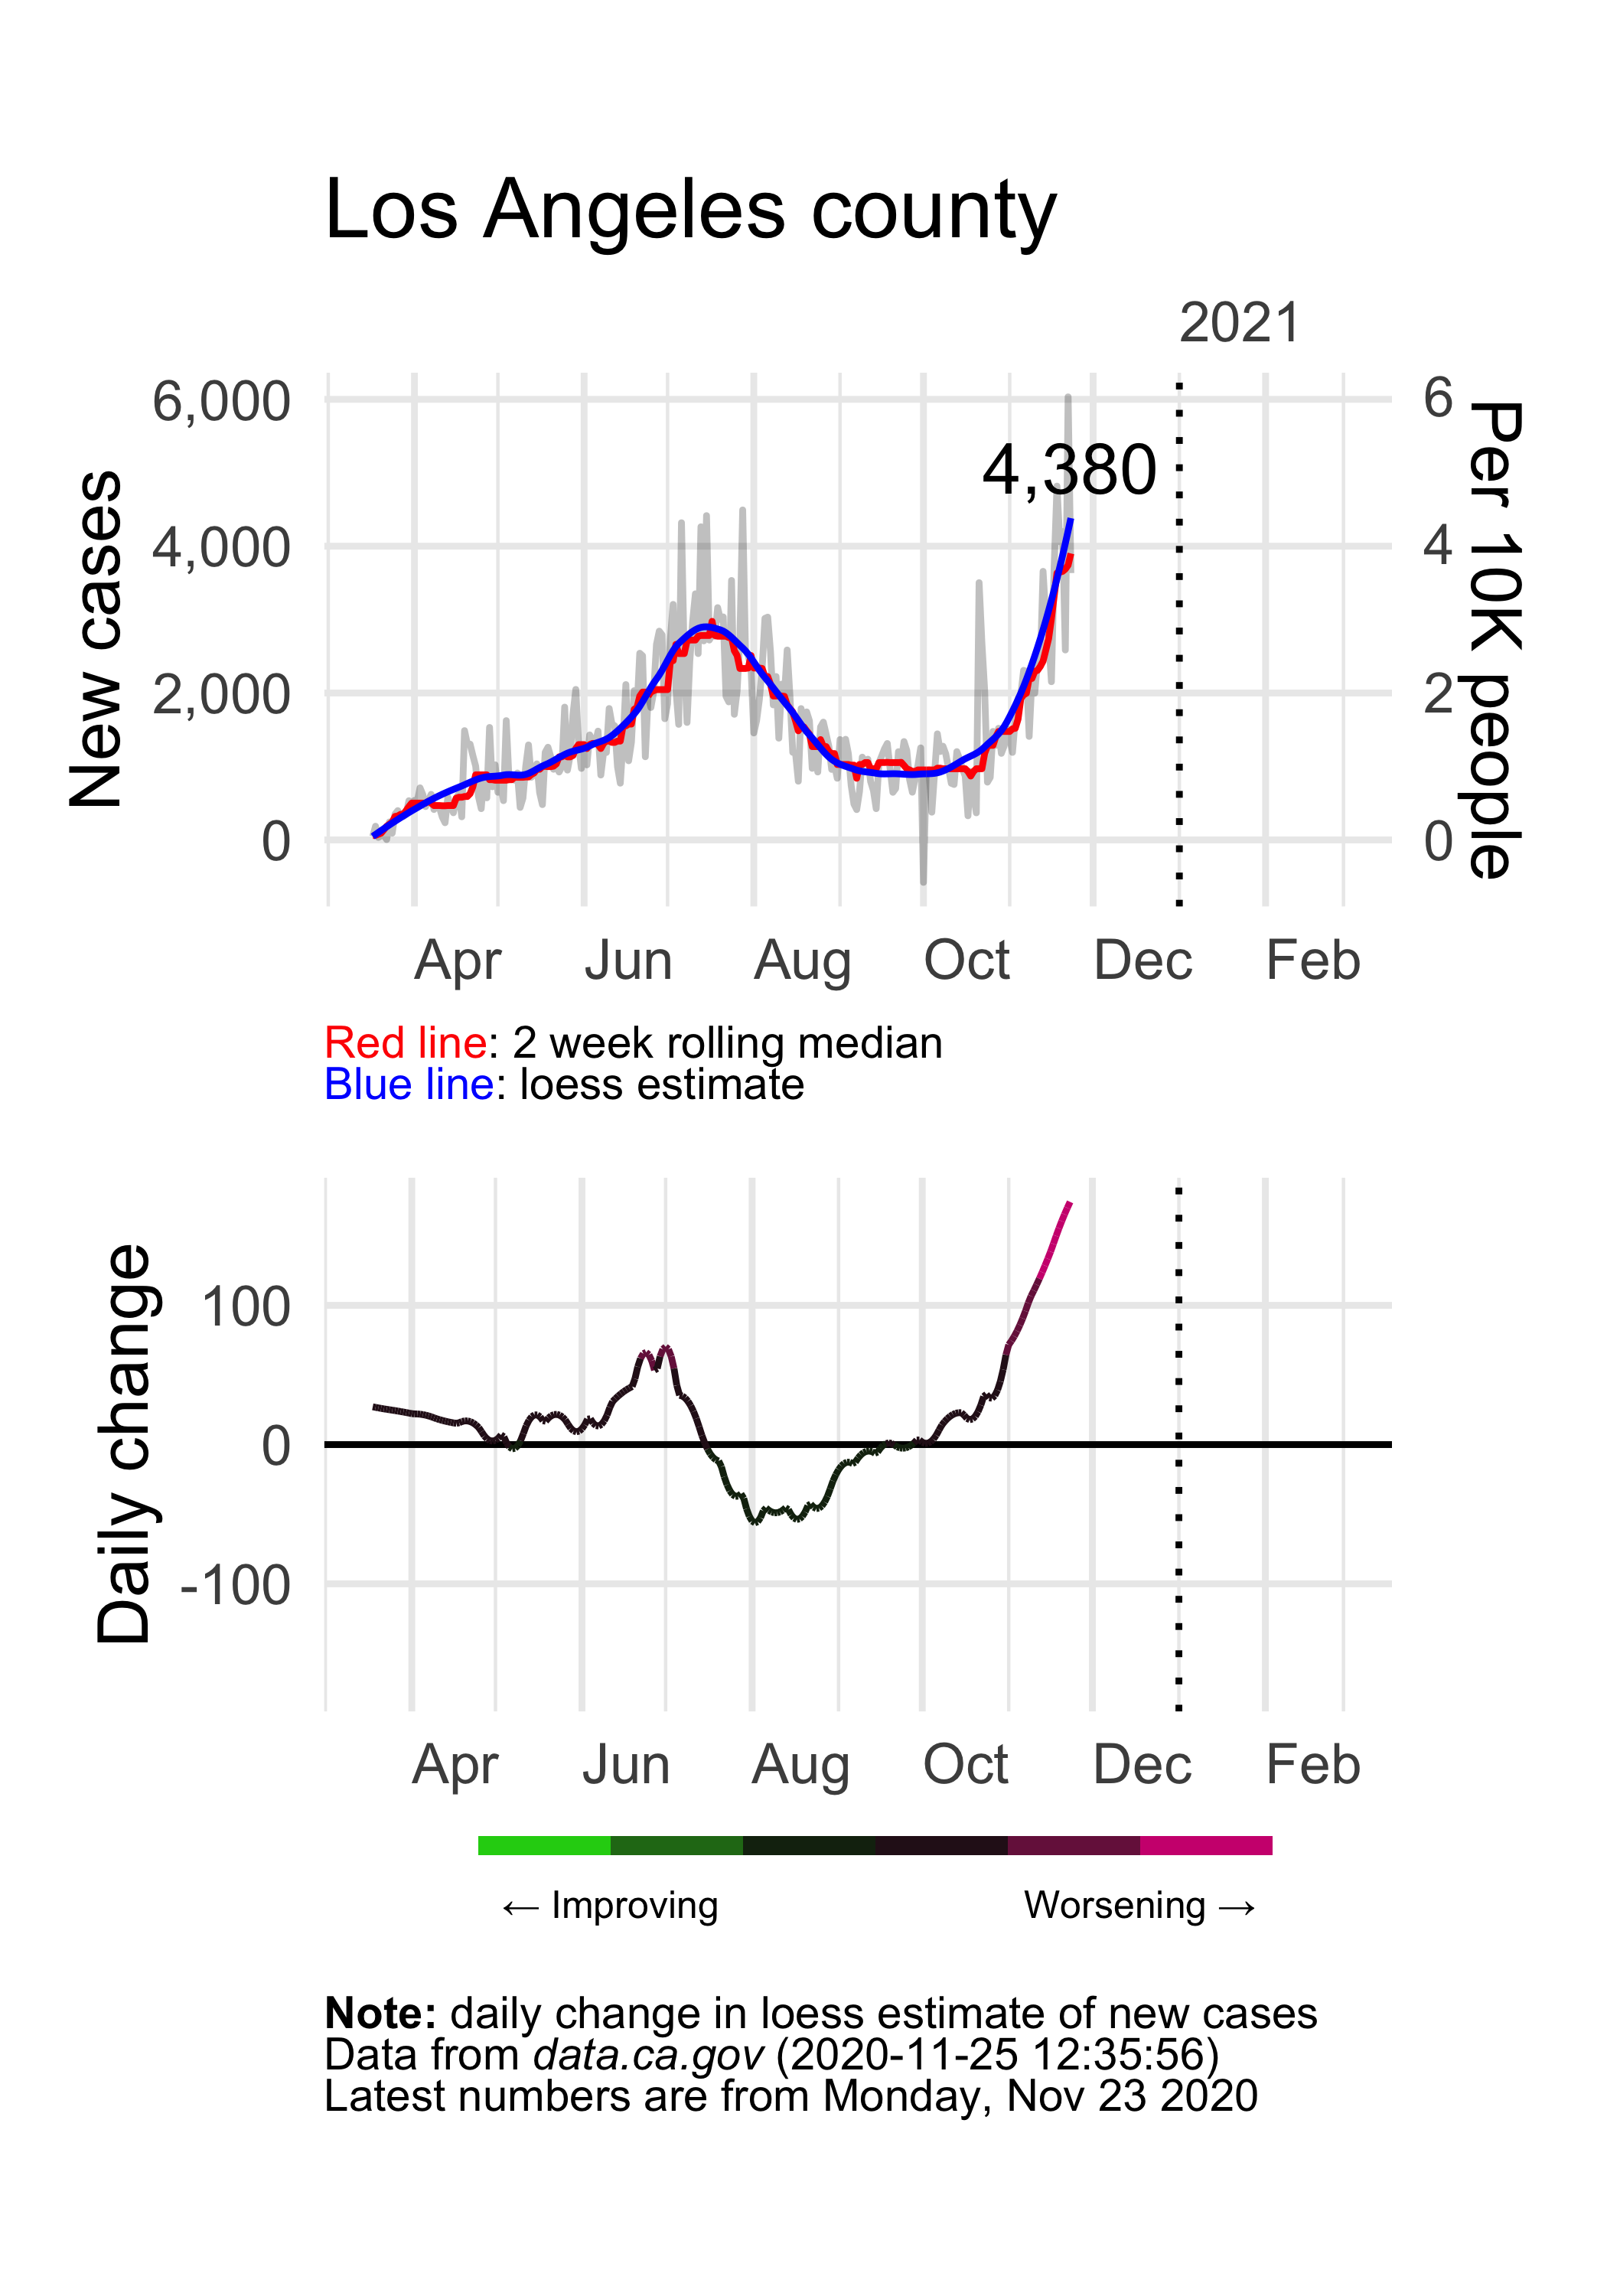 Los Angeles county
2021
6,000
4,000
2,000
0
New cases
6
4
2
0
Per 10K people
4,380
Apr Jun Aug Oct Dec Feb
Red line: 2 week rolling median
Blue line: loess estimate
100
0
-100
Daily change
Apr Jun Aug Oct Dec Feb
← Improving Worsening →
Note: daily change in loess estimate of new cases
Data from data.ca.gov (2020-11-25 12:35:56)
Latest numbers are from Monday, Nov 23 2020